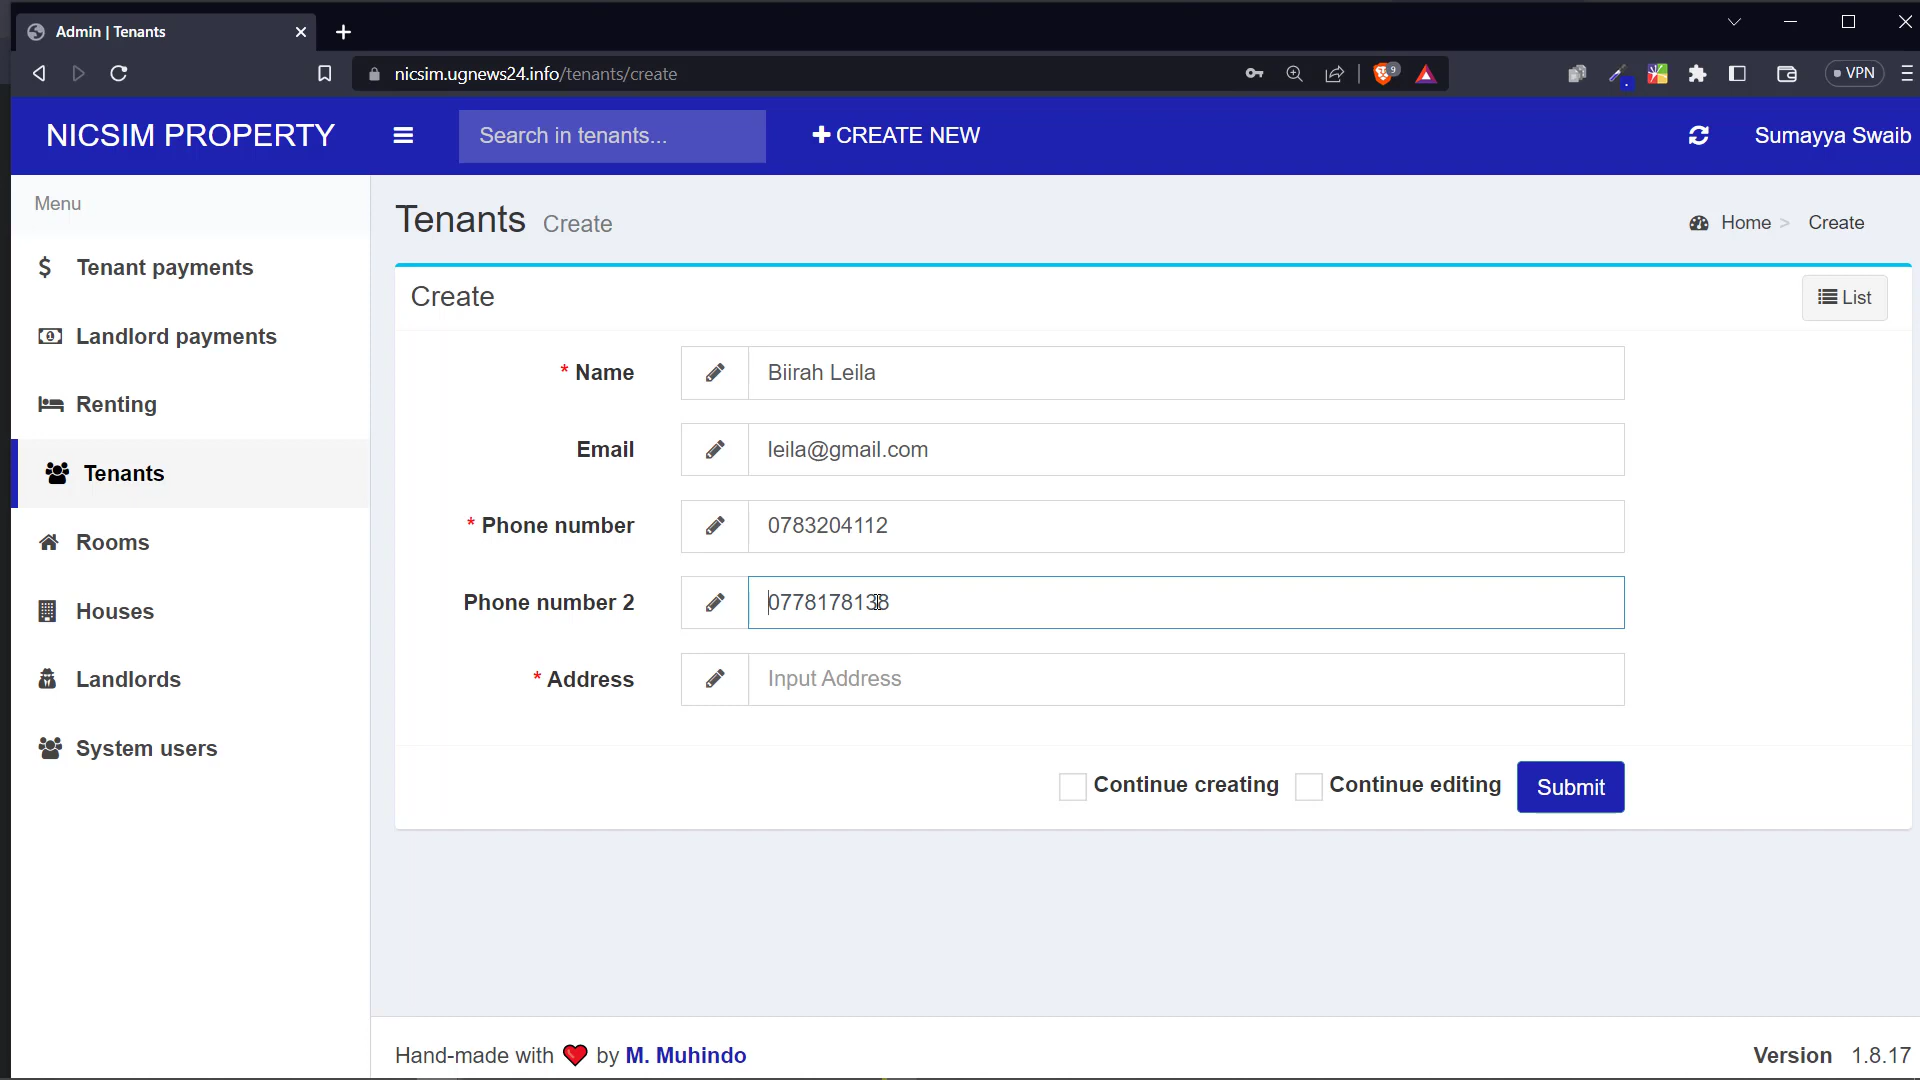 Admin | Tenants
nicsim.ugnews24.info/tenants/create
9
VPN
NICSIM PROPERTY
Search in tenants...
CREATE NEW
Sumayya Swaib
Menu
Tenant payments
Landlord payments
Renting
Tenants
Rooms
Houses
Landlords
System users
Tenants Create
Home > Create
Create
List
* Name
Biirah Leila
Email
leila@gmail.com
* Phone number
0783204112
Phone number 2
0778178138
* Address
Input Address
Continue creating
Continue editing
Submit
Hand-made with ❤ by M. Muhindo
Version 1.8.17